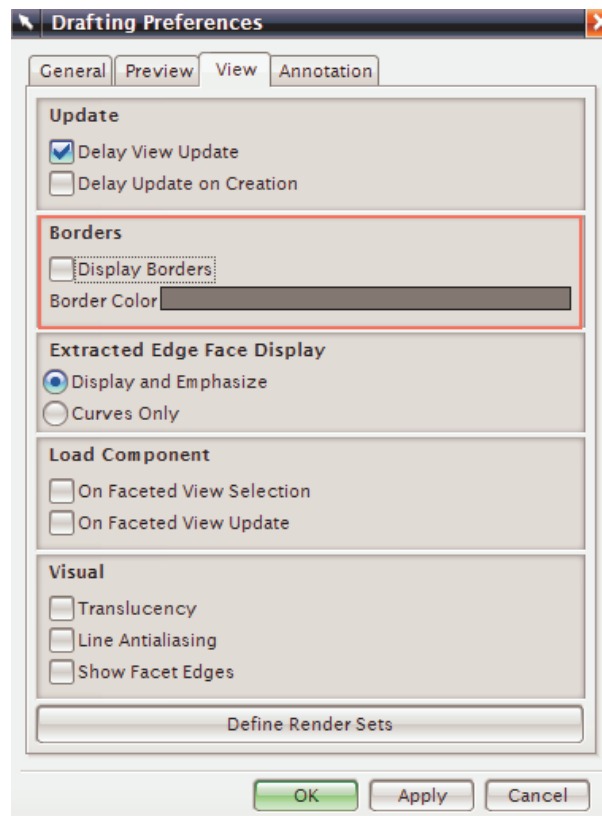 Drafting Preferences
General Preview View Annotation
Update
Delay View Update
Delay Update on Creation
Borders
Display Borders
Border Color
Extracted Edge Face Display
Display and Emphasize
Curves Only
Load Component
On Faceted View Selection
On Faceted View Update
Visual
Translucency
Line Antialiasing
Show Facet Edges
Define Render Sets
OK Apply Cancel